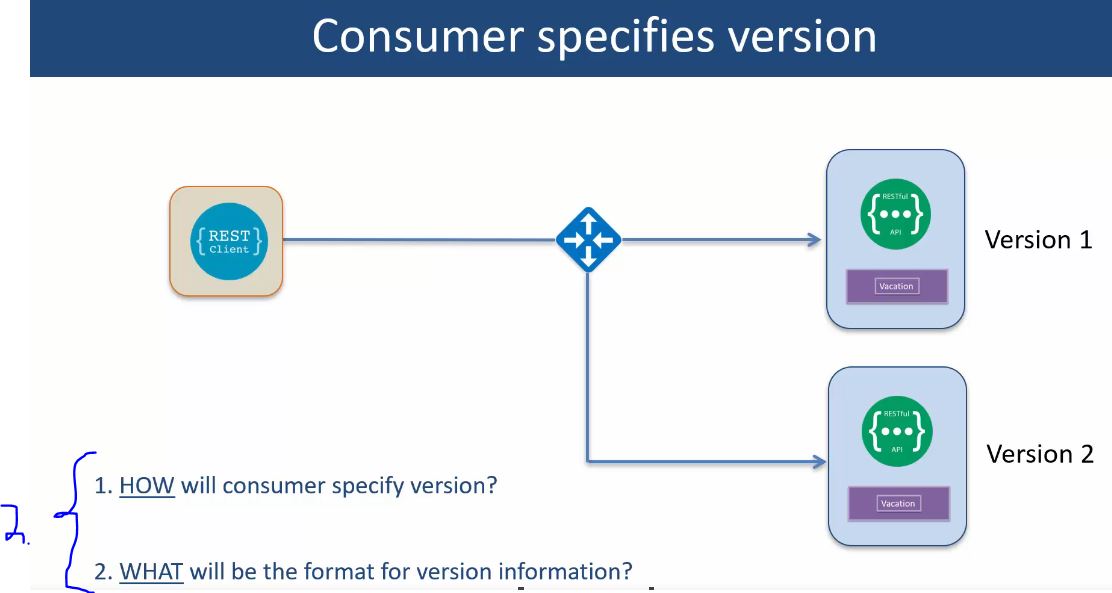 Consumer specifies version
{REST}
Client
RESTful
{•••}
API
Vacation
Version 1
RESTful
{•••}
API
Vacation
Version 2
1. HOW will consumer specify version?
2.
2. WHAT will be the format for version information?